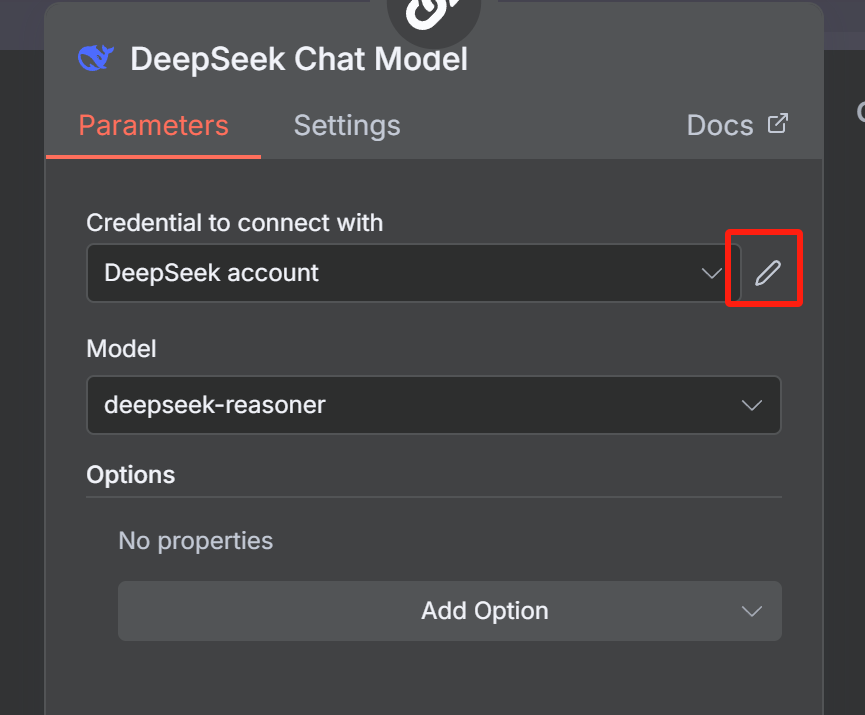 DeepSeek Chat Model
Parameters Settings Docs
Credential to connect with
DeepSeek account
Model
deepseek-reasoner
Options
No properties
Add Option